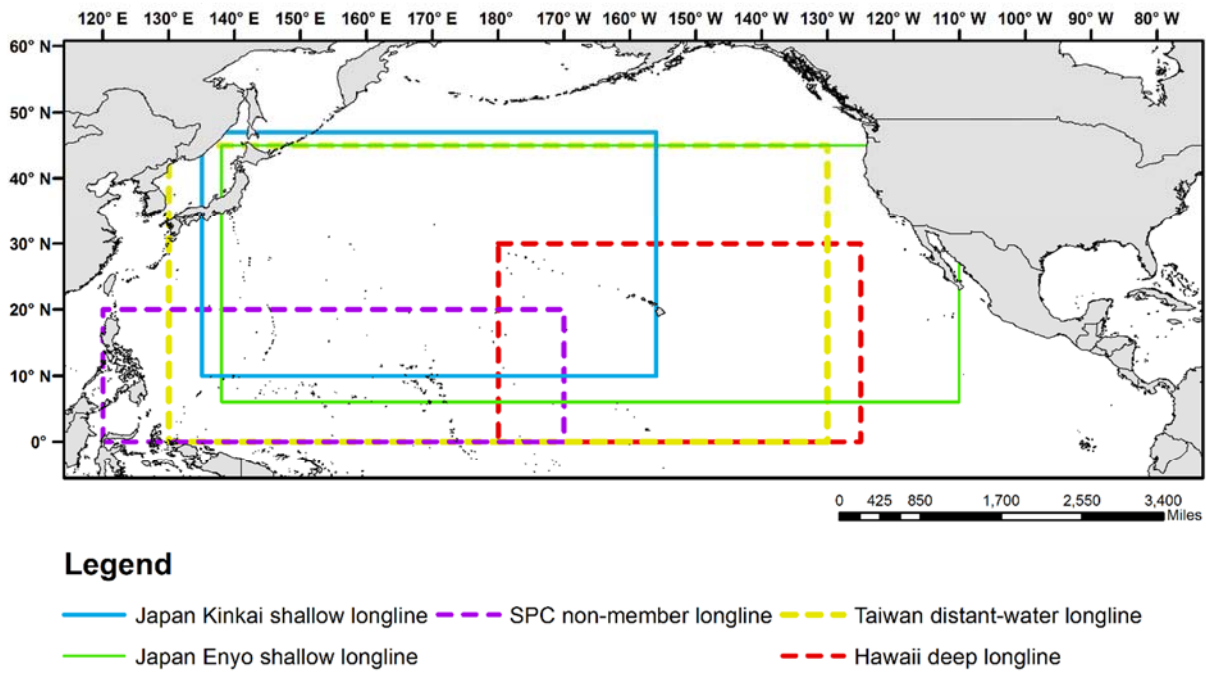 120° E 130° E 140° E 150° E 160° E 170° E 180° 170° W 160° W 150° W 140° W 130° W 120° W 110° W 100° W 90° W 80° W
60° N
50° N
40° N
30° N
20° N
10° N
0°
0 425 850 1,700 2,550 3,400
Miles
Legend
Japan Kinkai shallow longline SPC non-member longline Taiwan distant-water longline
Japan Enyo shallow longline Hawaii deep longline